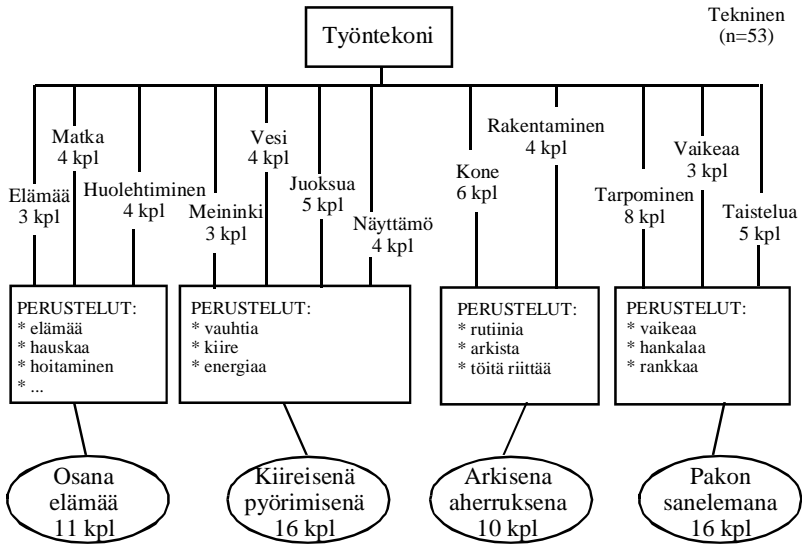 Työntekoni
Tekninen
(n=53)
Elämää
3 kpl
Matka
4 kpl
Huolehtiminen
4 kpl
Meininki
3 kpl
Vesi
4 kpl
Juoksua
5 kpl
Näyttämö
4 kpl
Kone
6 kpl
Rakentaminen
4 kpl
Tarpominen
8 kpl
Vaikeaa
3 kpl
Taistelua
5 kpl
PERUSTELUT:
* elämää
* hauskaa
* hoitaminen
* ...
PERUSTELUT:
* vauhtia
* kiire
* energiaa
PERUSTELUT:
* rutiinia
* arkista
* töitä riittää
PERUSTELUT:
* vaikeaa
* hankalaa
* rankkaa
Osana
elämää
11 kpl
Kiireisenä
pyörimisenä
16 kpl
Arkisena
aherruksena
10 kpl
Pakon
sanelemana
16 kpl